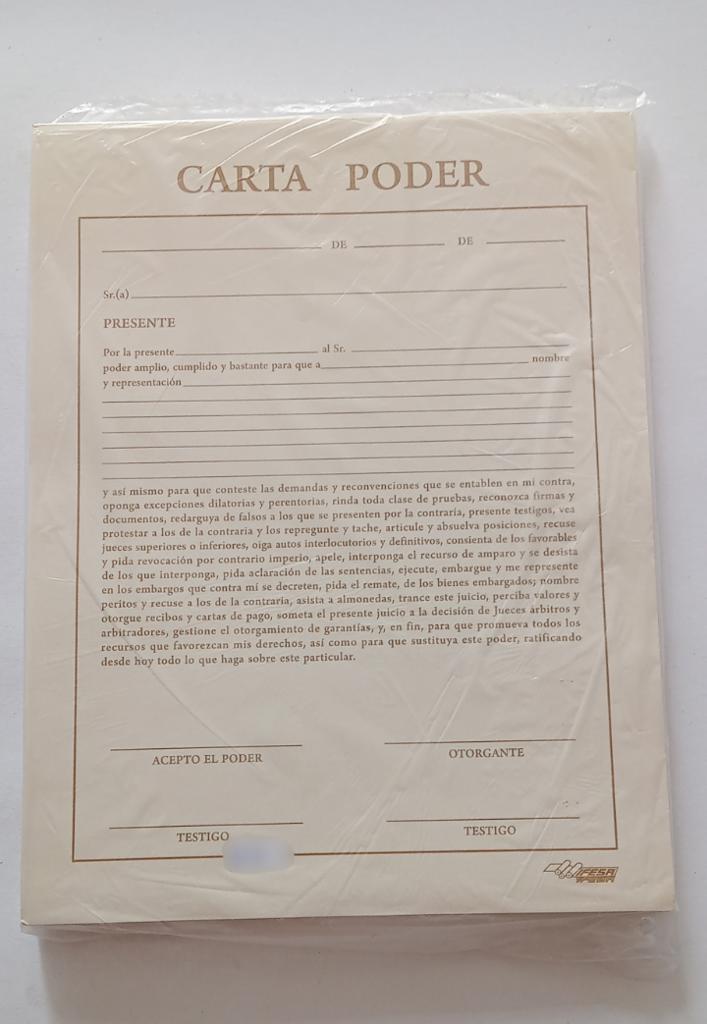 CARTA PODER
DE DE
Sr.(a)
PRESENTE
Por la presente al Sr.
poder amplio, cumplido y bastante para que a nombre
y representación
y así mismo para que conteste las demandas y reconvenciones que se entablen en mi contra,
oponga excepciones dilatorias y perentorias, rinda toda clase de pruebas, reconozca firmas y
documentos, redarguya de falsos a los que se presenten por la contraría, presente testigos, vea
protestar a los de la contraria y los repregunte y tache, articule y absuelva posiciones, recuse
jueces superiores o inferiores, oiga autos interlocutorios y definitivos, consienta de los favorables
y pida revocación por contrario imperio, apele, interponga el recurso de amparo y se desista
de los que interponga, pida aclaración de las sentencias, ejecute, embargue y me represente
en los embargos que contra mí se decreten, pida el remate, de los bienes embargados; nombre
peritos y recuse a los de la contraria, asista a almonedas, trance este juicio, perciba valores y
otorgue recibos y cartas de pago, someta el presente juicio a la decisión de Jueces árbitros y
arbitradores, gestione el otorgamiento de garantías, y, en fin, para que promueva todos los
recursos que favorezcan mis derechos, así como para que sustituya este poder, ratificando
desde hoy todo lo que haga sobre este particular.
ACEPTO EL PODER OTORGANTE
TESTIGO TESTIGO